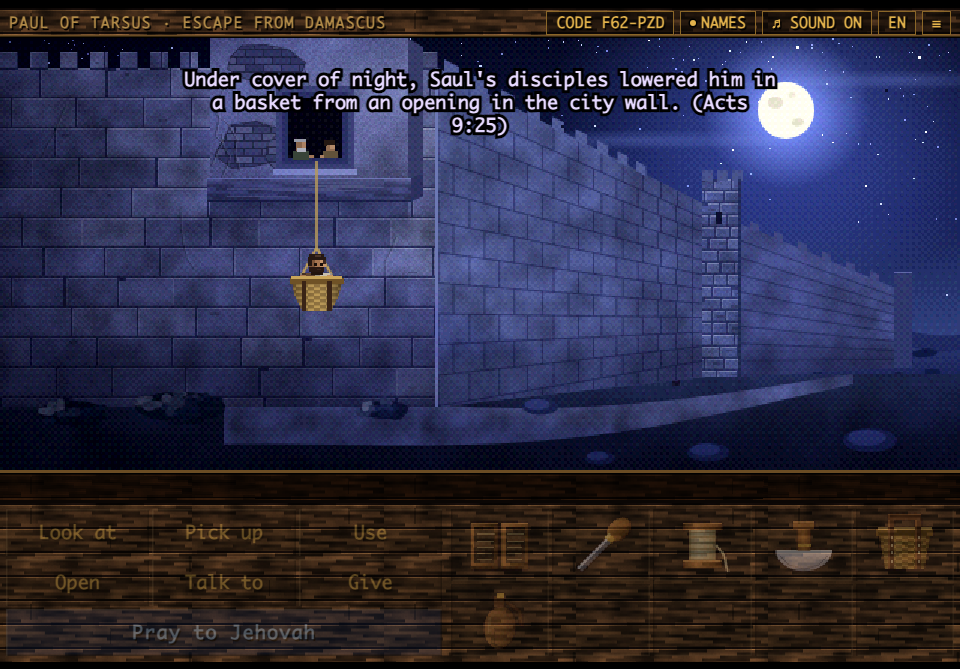 PAUL OF TARSUS · ESCAPE FROM DAMASCUS
CODE F62-PZD
● NAMES
♬ SOUND ON
EN
≡
Under cover of night, Saul's disciples lowered him in
a basket from an opening in the city wall. (Acts
9:25)
Look at
Pick up
Use
Open
Talk to
Give
Pray to Jehovah